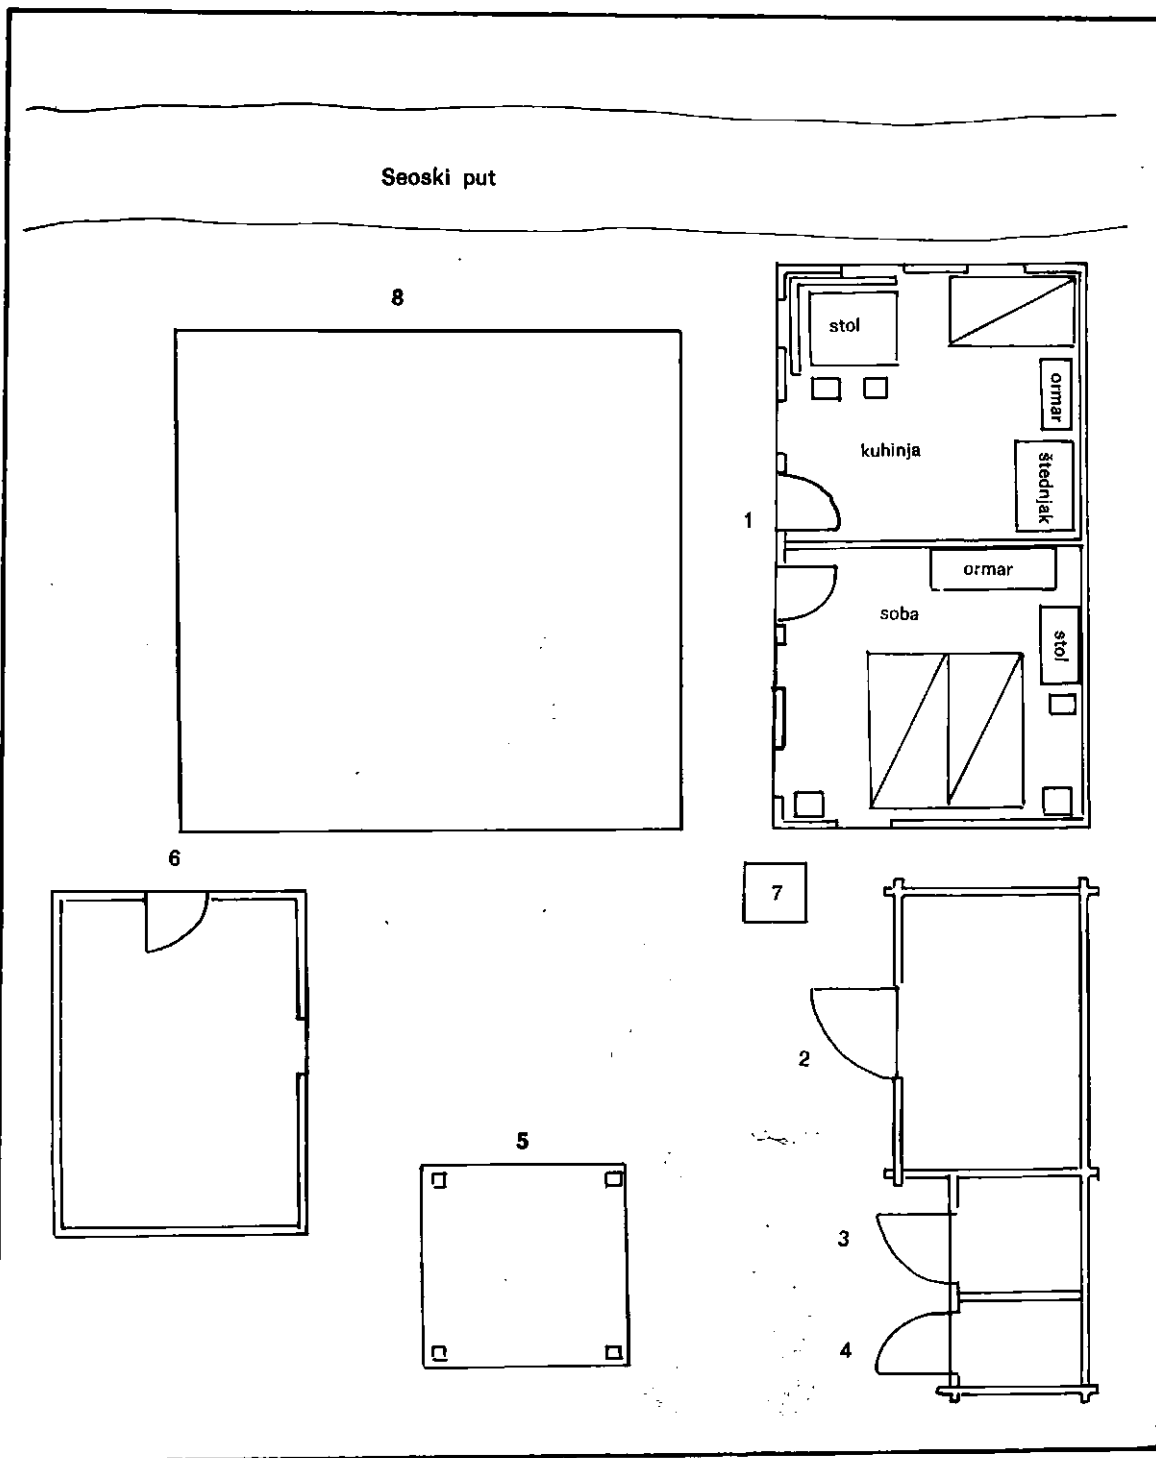 Seoski put
8
stol
ormar
kuhinja
štednjak
1
ormar
soba
stol
6
7
2
5
3
4